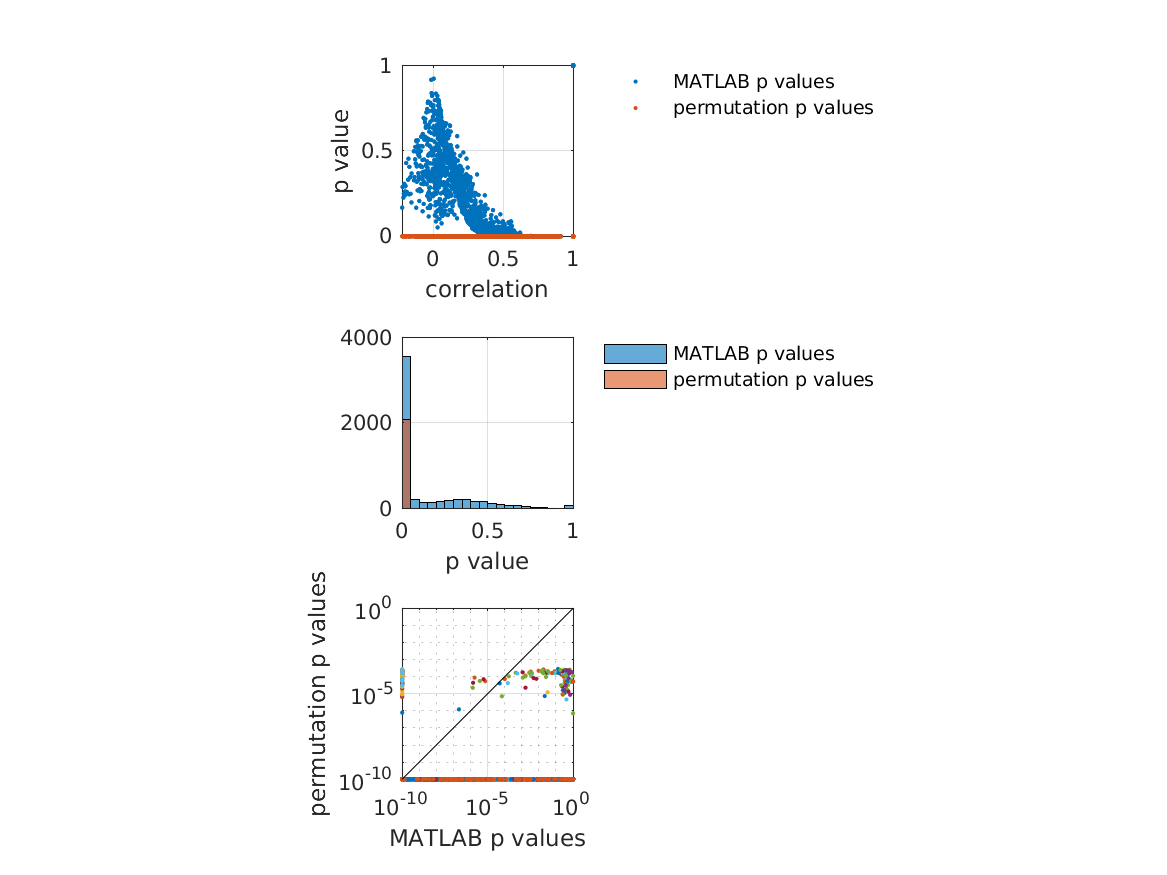 1
0.5
0
p value
0 0.5 1
correlation
MATLAB p values
permutation p values
4000
2000
0
0 0.5 1
p value
MATLAB p values
permutation p values
permutation p values
10^0
10^-5
10^-10
10^-10 10^-5 10^0
MATLAB p values